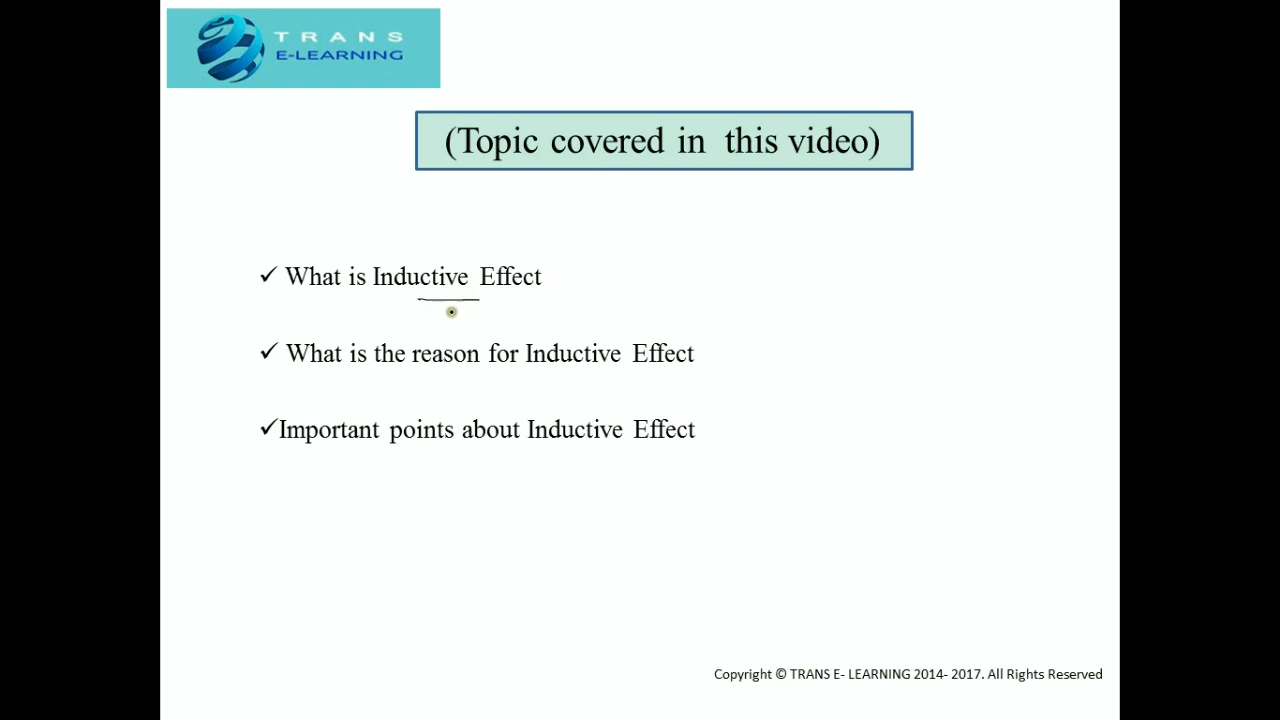 TRANS
E-LEARNING
(Topic covered in this video)
✓ What is Inductive Effect
✓ What is the reason for Inductive Effect
✓Important points about Inductive Effect
Copyright © TRANS E- LEARNING 2014- 2017. All Rights Reserved